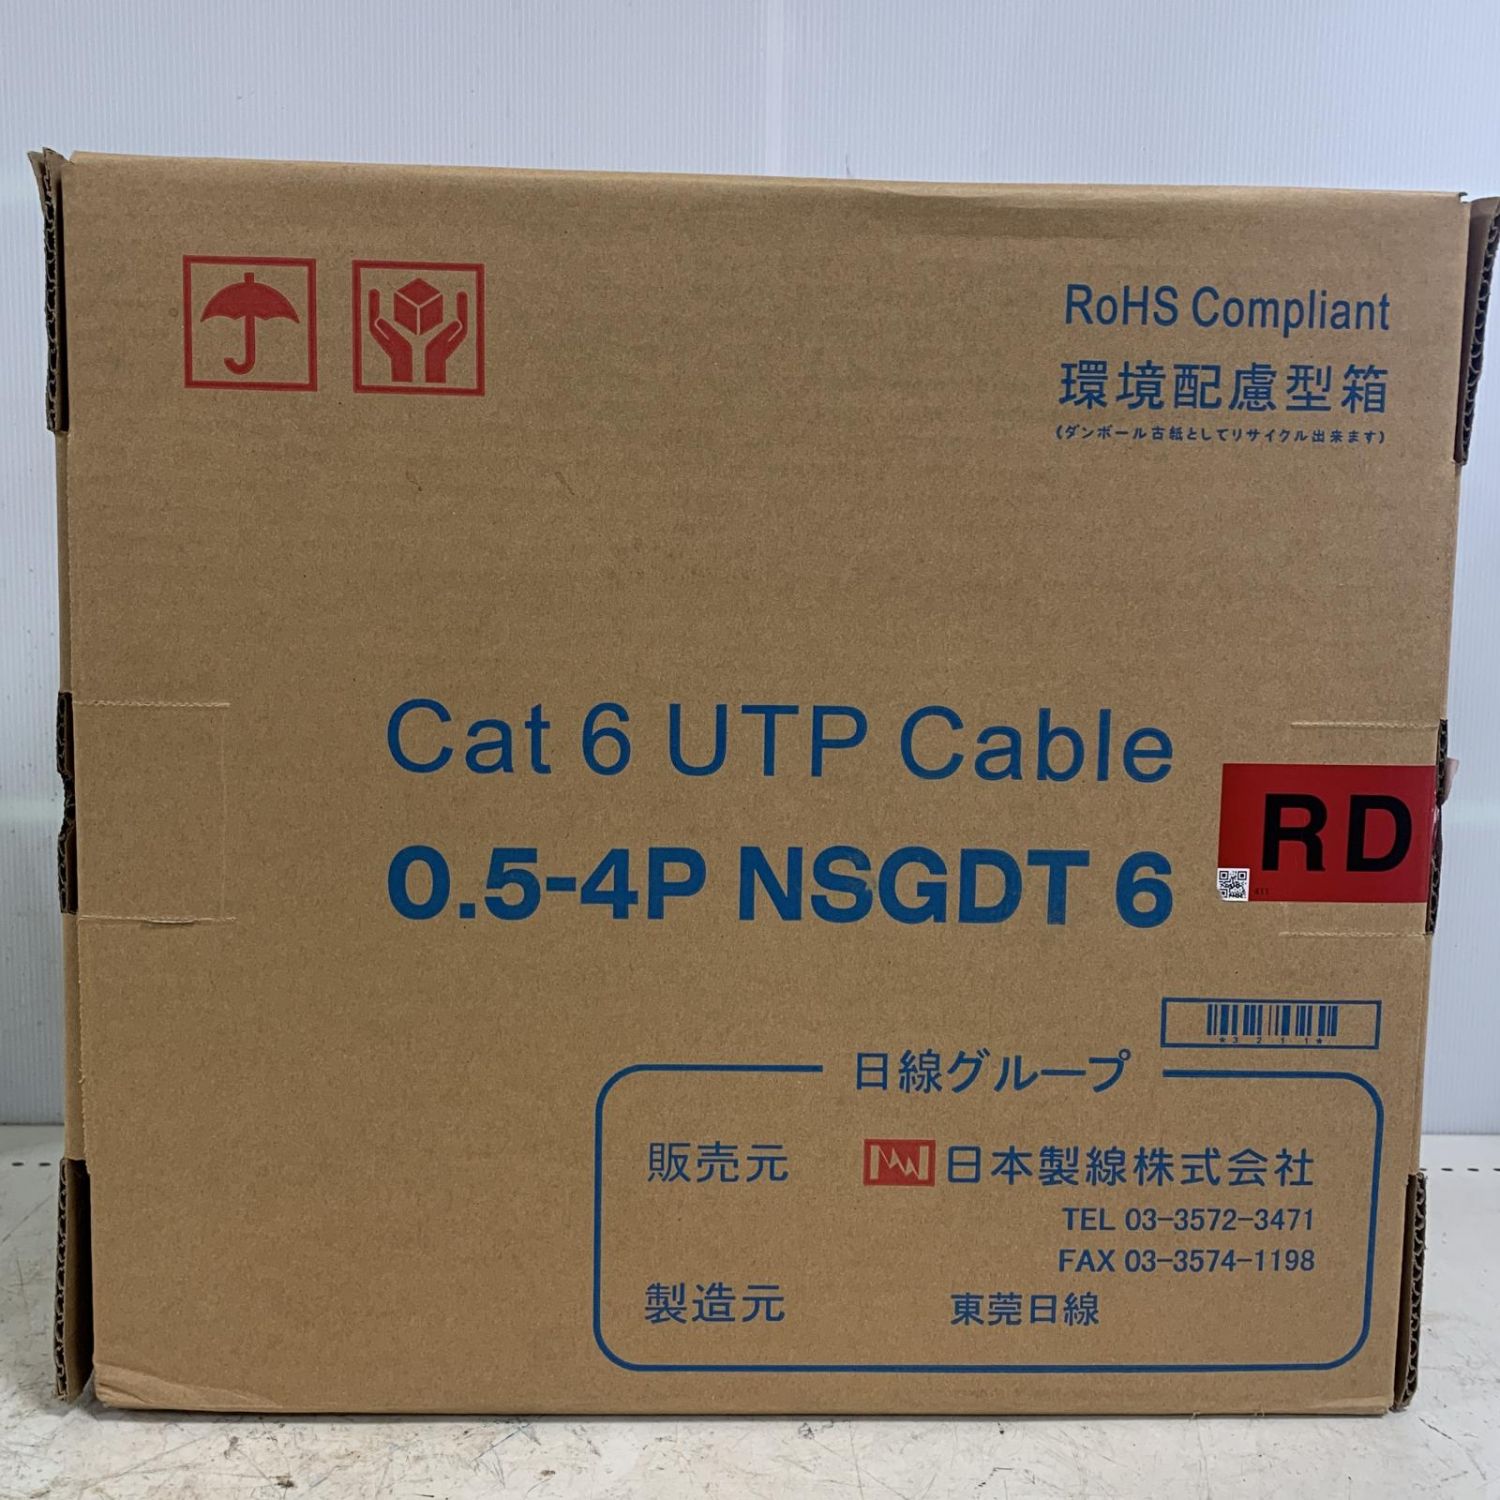 RoHS Compliant
環境配慮型箱
(ダンボール古紙としてリサイクル出来ます)
Cat 6 UTP Cable
RD
0.5-4P NSGDT 6
*3211*
日線グループ
販売元 日本製線株式会社
TEL 03-3572-3471
FAX 03-3574-1198
製造元 東莞日線